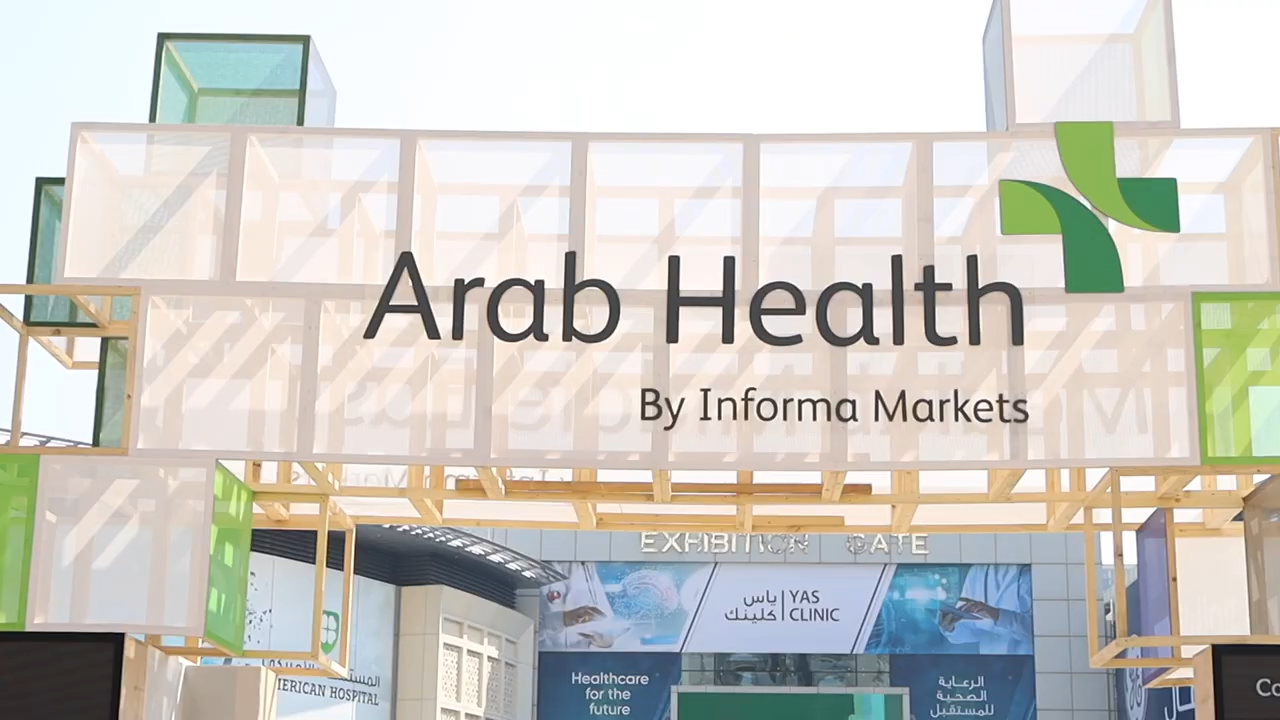 Arab Health
By Informa Markets
EXHIBITION GATE
ياس
كلينك
YAS
CLINIC
Healthcare
for the
future
الرعاية
الصحية
للمستقبل
HOSPITAL